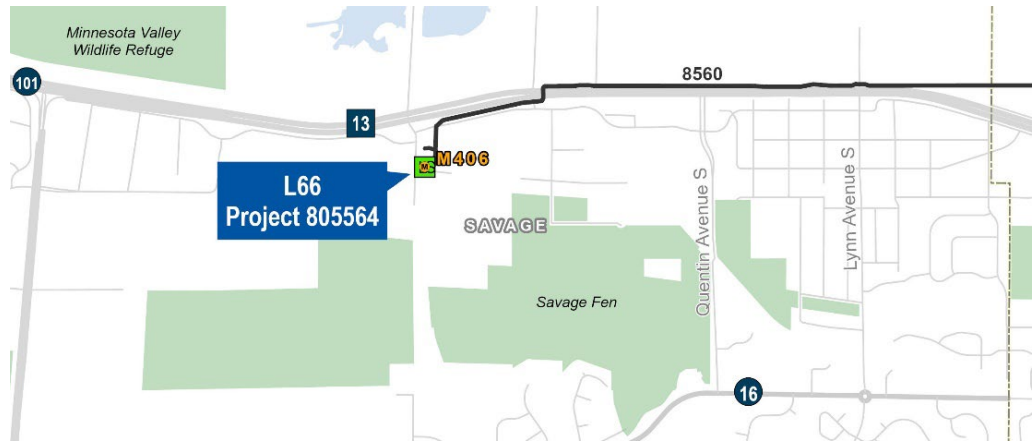 Minnesota Valley
Wildlife Refuge
101
13
8560
M406
L66
Project 805564
SAVAGE
Quentin Avenue S
Lynn Avenue S
Savage Fen
16